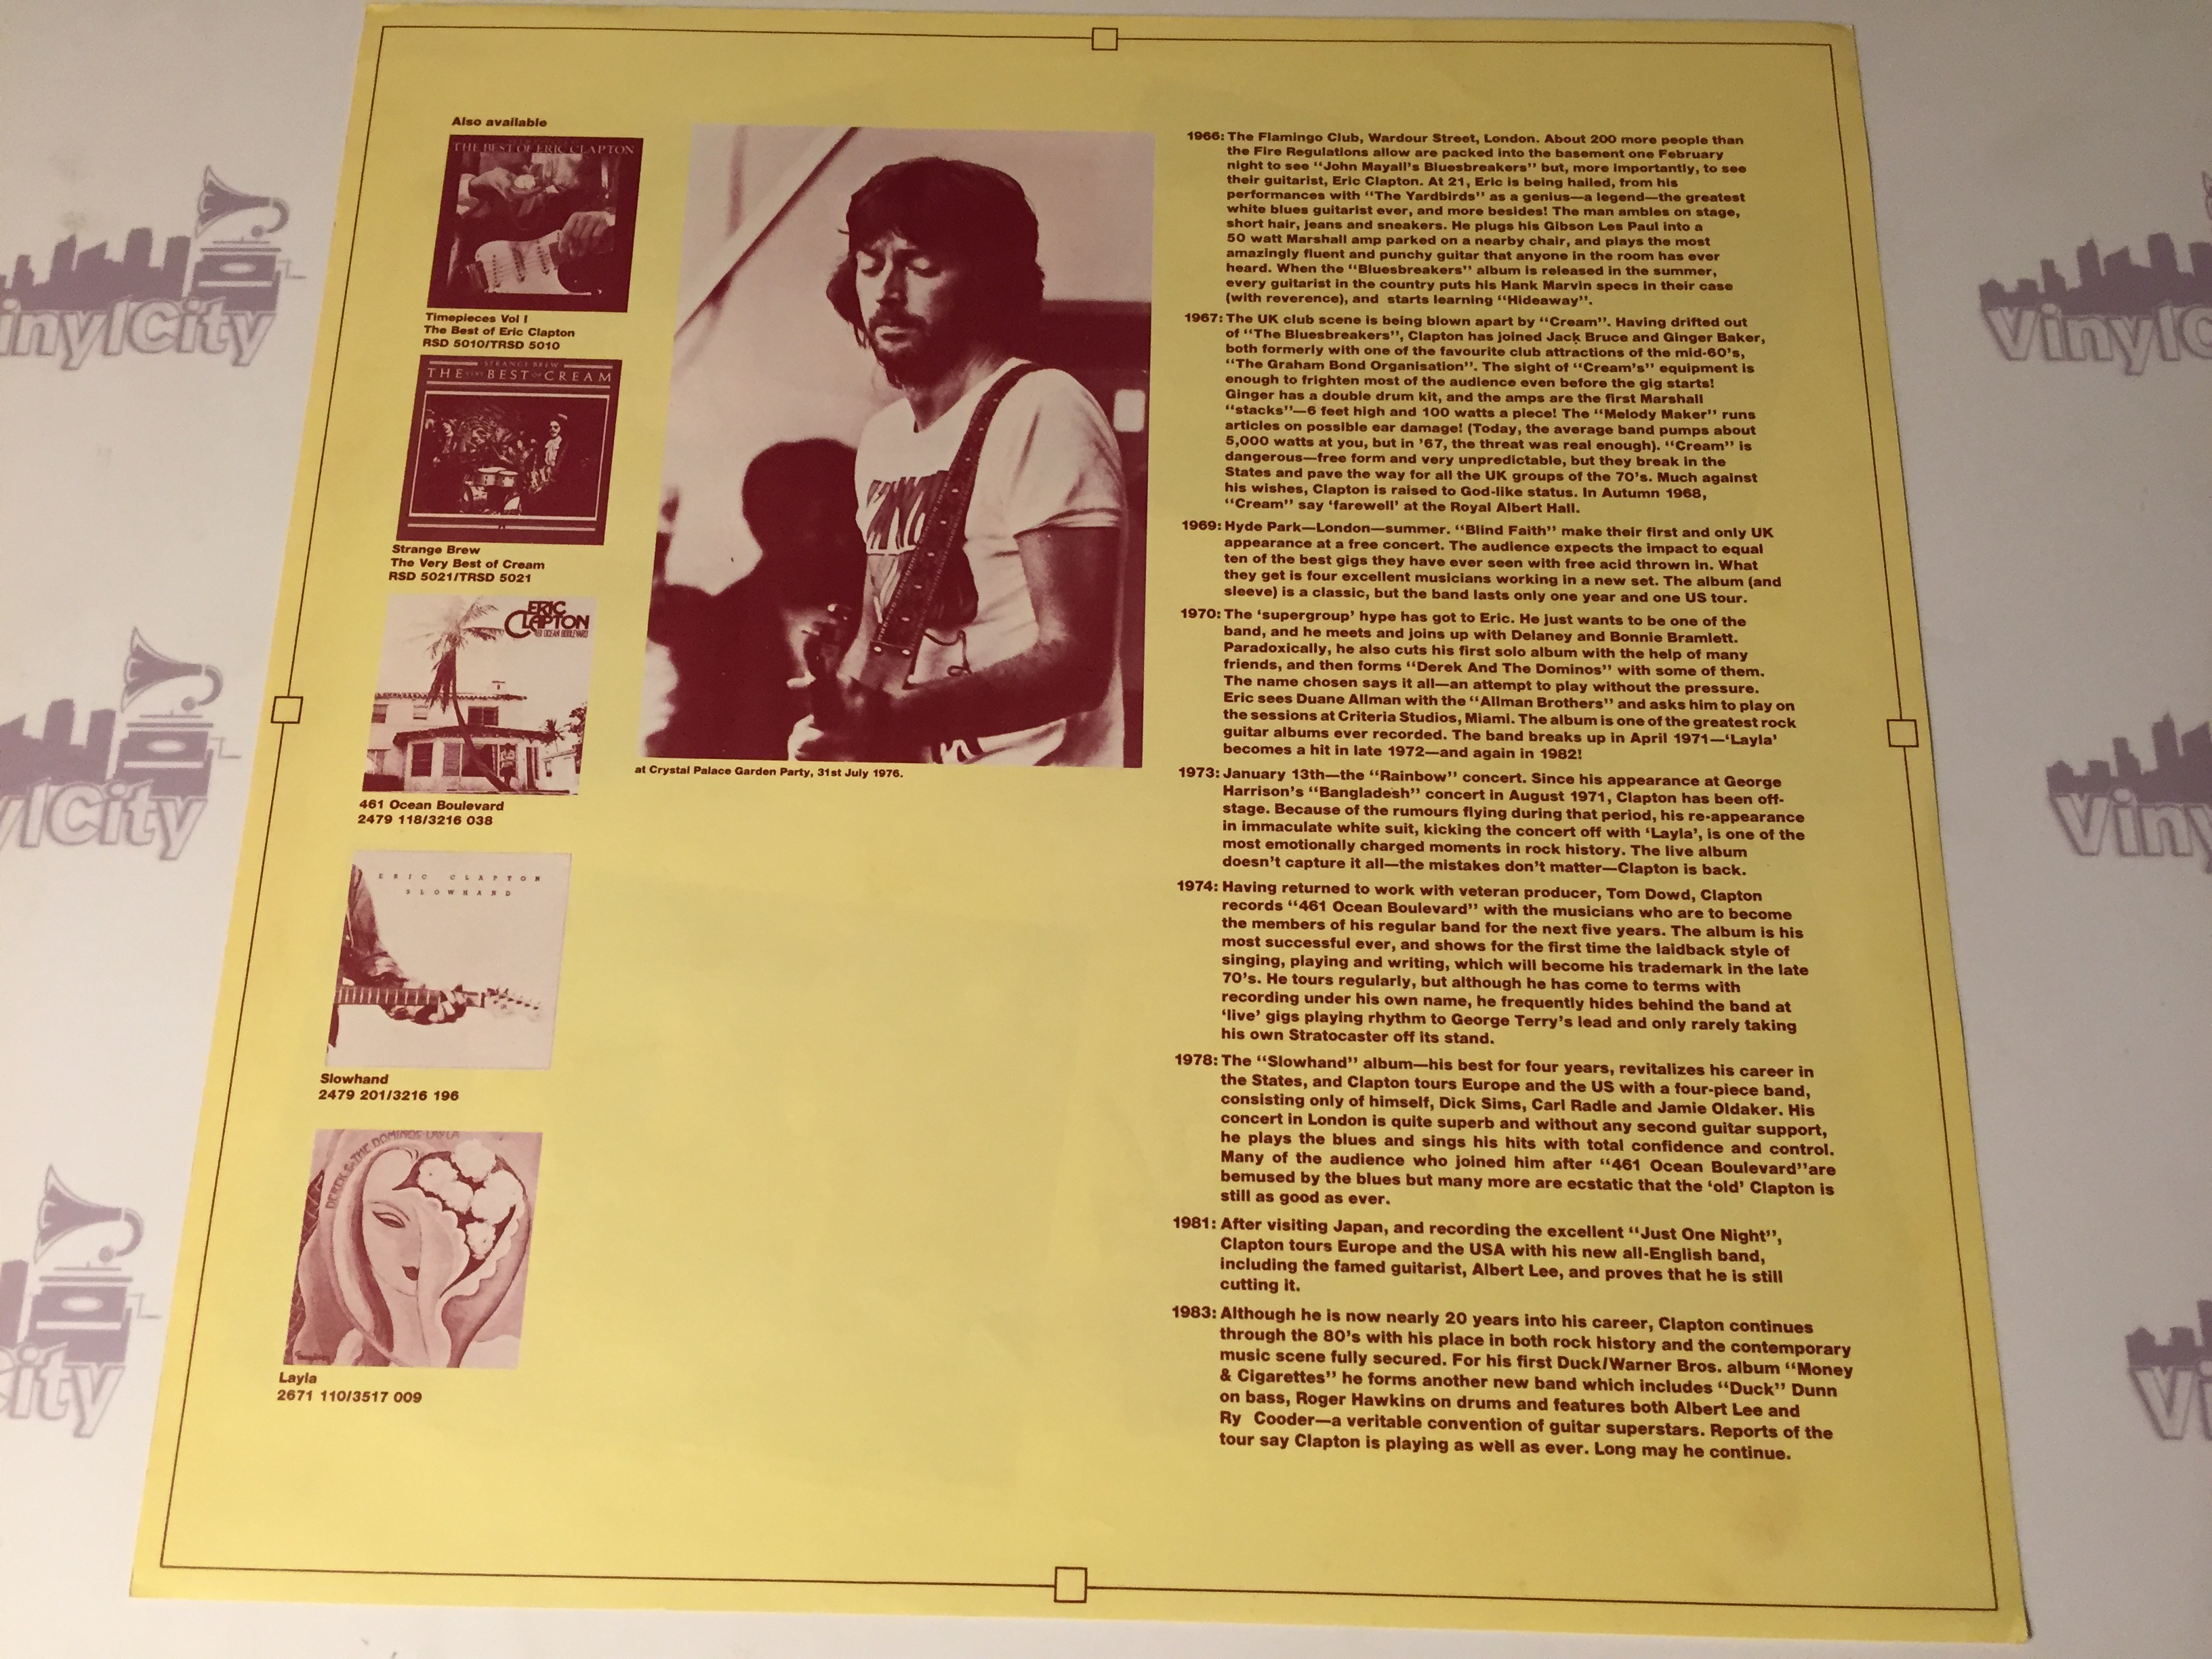 Also available
THE BEST OF ERIC CLAPTON
Timepieces Vol I
The Best of Eric Clapton
RSD 5010/TRSD 5010
STRANGE BREW
THE VERY BEST OF CREAM
Strange Brew
The Very Best of Cream
RSD 5021/TRSD 5021
ERIC
CLAPTON
461 OCEAN BOULEVARD
461 Ocean Boulevard
2479 118/3216 038
ERIC CLAPTON
SLOWHAND
Slowhand
2479 201/3216 196
DEREK & THE DOMINOS LAYLA
Layla
2671 110/3517 009
at Crystal Palace Garden Party, 31st July 1976.
1966: The Flamingo Club, Wardour Street, London. About 200 more people than
the Fire Regulations allow are packed into the basement one February
night to see “John Mayall's Bluesbreakers” but, more importantly, to see
their guitarist, Eric Clapton. At 21, Eric is being hailed, from his
performances with “The Yardbirds” as a genius—a legend—the greatest
white blues guitarist ever, and more besides! The man ambles on stage,
short hair, jeans and sneakers. He plugs his Gibson Les Paul into a
50 watt Marshall amp parked on a nearby chair, and plays the most
amazingly fluent and punchy guitar that anyone in the room has ever
heard. When the “Bluesbreakers” album is released in the summer,
every guitarist in the country puts his Hank Marvin specs in their case
(with reverence), and starts learning “Hideaway”.
1967: The UK club scene is being blown apart by “Cream”. Having drifted out
of “The Bluesbreakers”, Clapton has joined Jack Bruce and Ginger Baker,
both formerly with one of the favourite club attractions of the mid-60's,
“The Graham Bond Organisation”. The sight of “Cream's” equipment is
enough to frighten most of the audience even before the gig starts!
Ginger has a double drum kit, and the amps are the first Marshall
“stacks”—6 feet high and 100 watts a piece! The “Melody Maker” runs
articles on possible ear damage! (Today, the average band pumps about
5,000 watts at you, but in '67, the threat was real enough). “Cream” is
dangerous—free form and very unpredictable, but they break in the
States and pave the way for all the UK groups of the 70's. Much against
his wishes, Clapton is raised to God-like status. In Autumn 1968,
“Cream” say ‘farewell’ at the Royal Albert Hall.
1969: Hyde Park—London—summer. “Blind Faith” make their first and only UK
appearance at a free concert. The audience expects the impact to equal
ten of the best gigs they have ever seen with free acid thrown in. What
they get is four excellent musicians working in a new set. The album (and
sleeve) is a classic, but the band lasts only one year and one US tour.
1970: The ‘supergroup’ hype has got to Eric. He just wants to be one of the
band, and he meets and joins up with Delaney and Bonnie Bramlett.
Paradoxically, he also cuts his first solo album with the help of many
friends, and then forms “Derek And The Dominos” with some of them.
The name chosen says it all—an attempt to play without the pressure.
Eric sees Duane Allman with the “Allman Brothers” and asks him to play on
the sessions at Criteria Studios, Miami. The album is one of the greatest rock
guitar albums ever recorded. The band breaks up in April 1971—‘Layla’
becomes a hit in late 1972—and again in 1982!
1973: January 13th—the “Rainbow” concert. Since his appearance at George
Harrison's “Bangladesh” concert in August 1971, Clapton has been off-
stage. Because of the rumours flying during that period, his re-appearance
in immaculate white suit, kicking the concert off with ‘Layla’, is one of the
most emotionally charged moments in rock history. The live album
doesn't capture it all—the mistakes don't matter—Clapton is back.
1974: Having returned to work with veteran producer, Tom Dowd, Clapton
records “461 Ocean Boulevard” with the musicians who are to become
the members of his regular band for the next five years. The album is his
most successful ever, and shows for the first time the laidback style of
singing, playing and writing, which will become his trademark in the late
70's. He tours regularly, but although he has come to terms with
recording under his own name, he frequently hides behind the band at
‘live’ gigs playing rhythm to George Terry's lead and only rarely taking
his own Stratocaster off its stand.
1978: The “Slowhand” album—his best for four years, revitalizes his career in
the States, and Clapton tours Europe and the US with a four-piece band,
consisting only of himself, Dick Sims, Carl Radle and Jamie Oldaker. His
concert in London is quite superb and without any second guitar support,
he plays the blues and sings his hits with total confidence and control.
Many of the audience who joined him after “461 Ocean Boulevard”are
bemused by the blues but many more are ecstatic that the ‘old’ Clapton is
still as good as ever.
1981: After visiting Japan, and recording the excellent “Just One Night”,
Clapton tours Europe and the USA with his new all-English band,
including the famed guitarist, Albert Lee, and proves that he is still
cutting it.
1983: Although he is now nearly 20 years into his career, Clapton continues
through the 80's with his place in both rock history and the contemporary
music scene fully secured. For his first Duck/Warner Bros. album “Money
& Cigarettes” he forms another new band which includes “Duck” Dunn
on bass, Roger Hawkins on drums and features both Albert Lee and
Ry Cooder—a veritable convention of guitar superstars. Reports of the
tour say Clapton is playing as well as ever. Long may he continue.
VinylCity